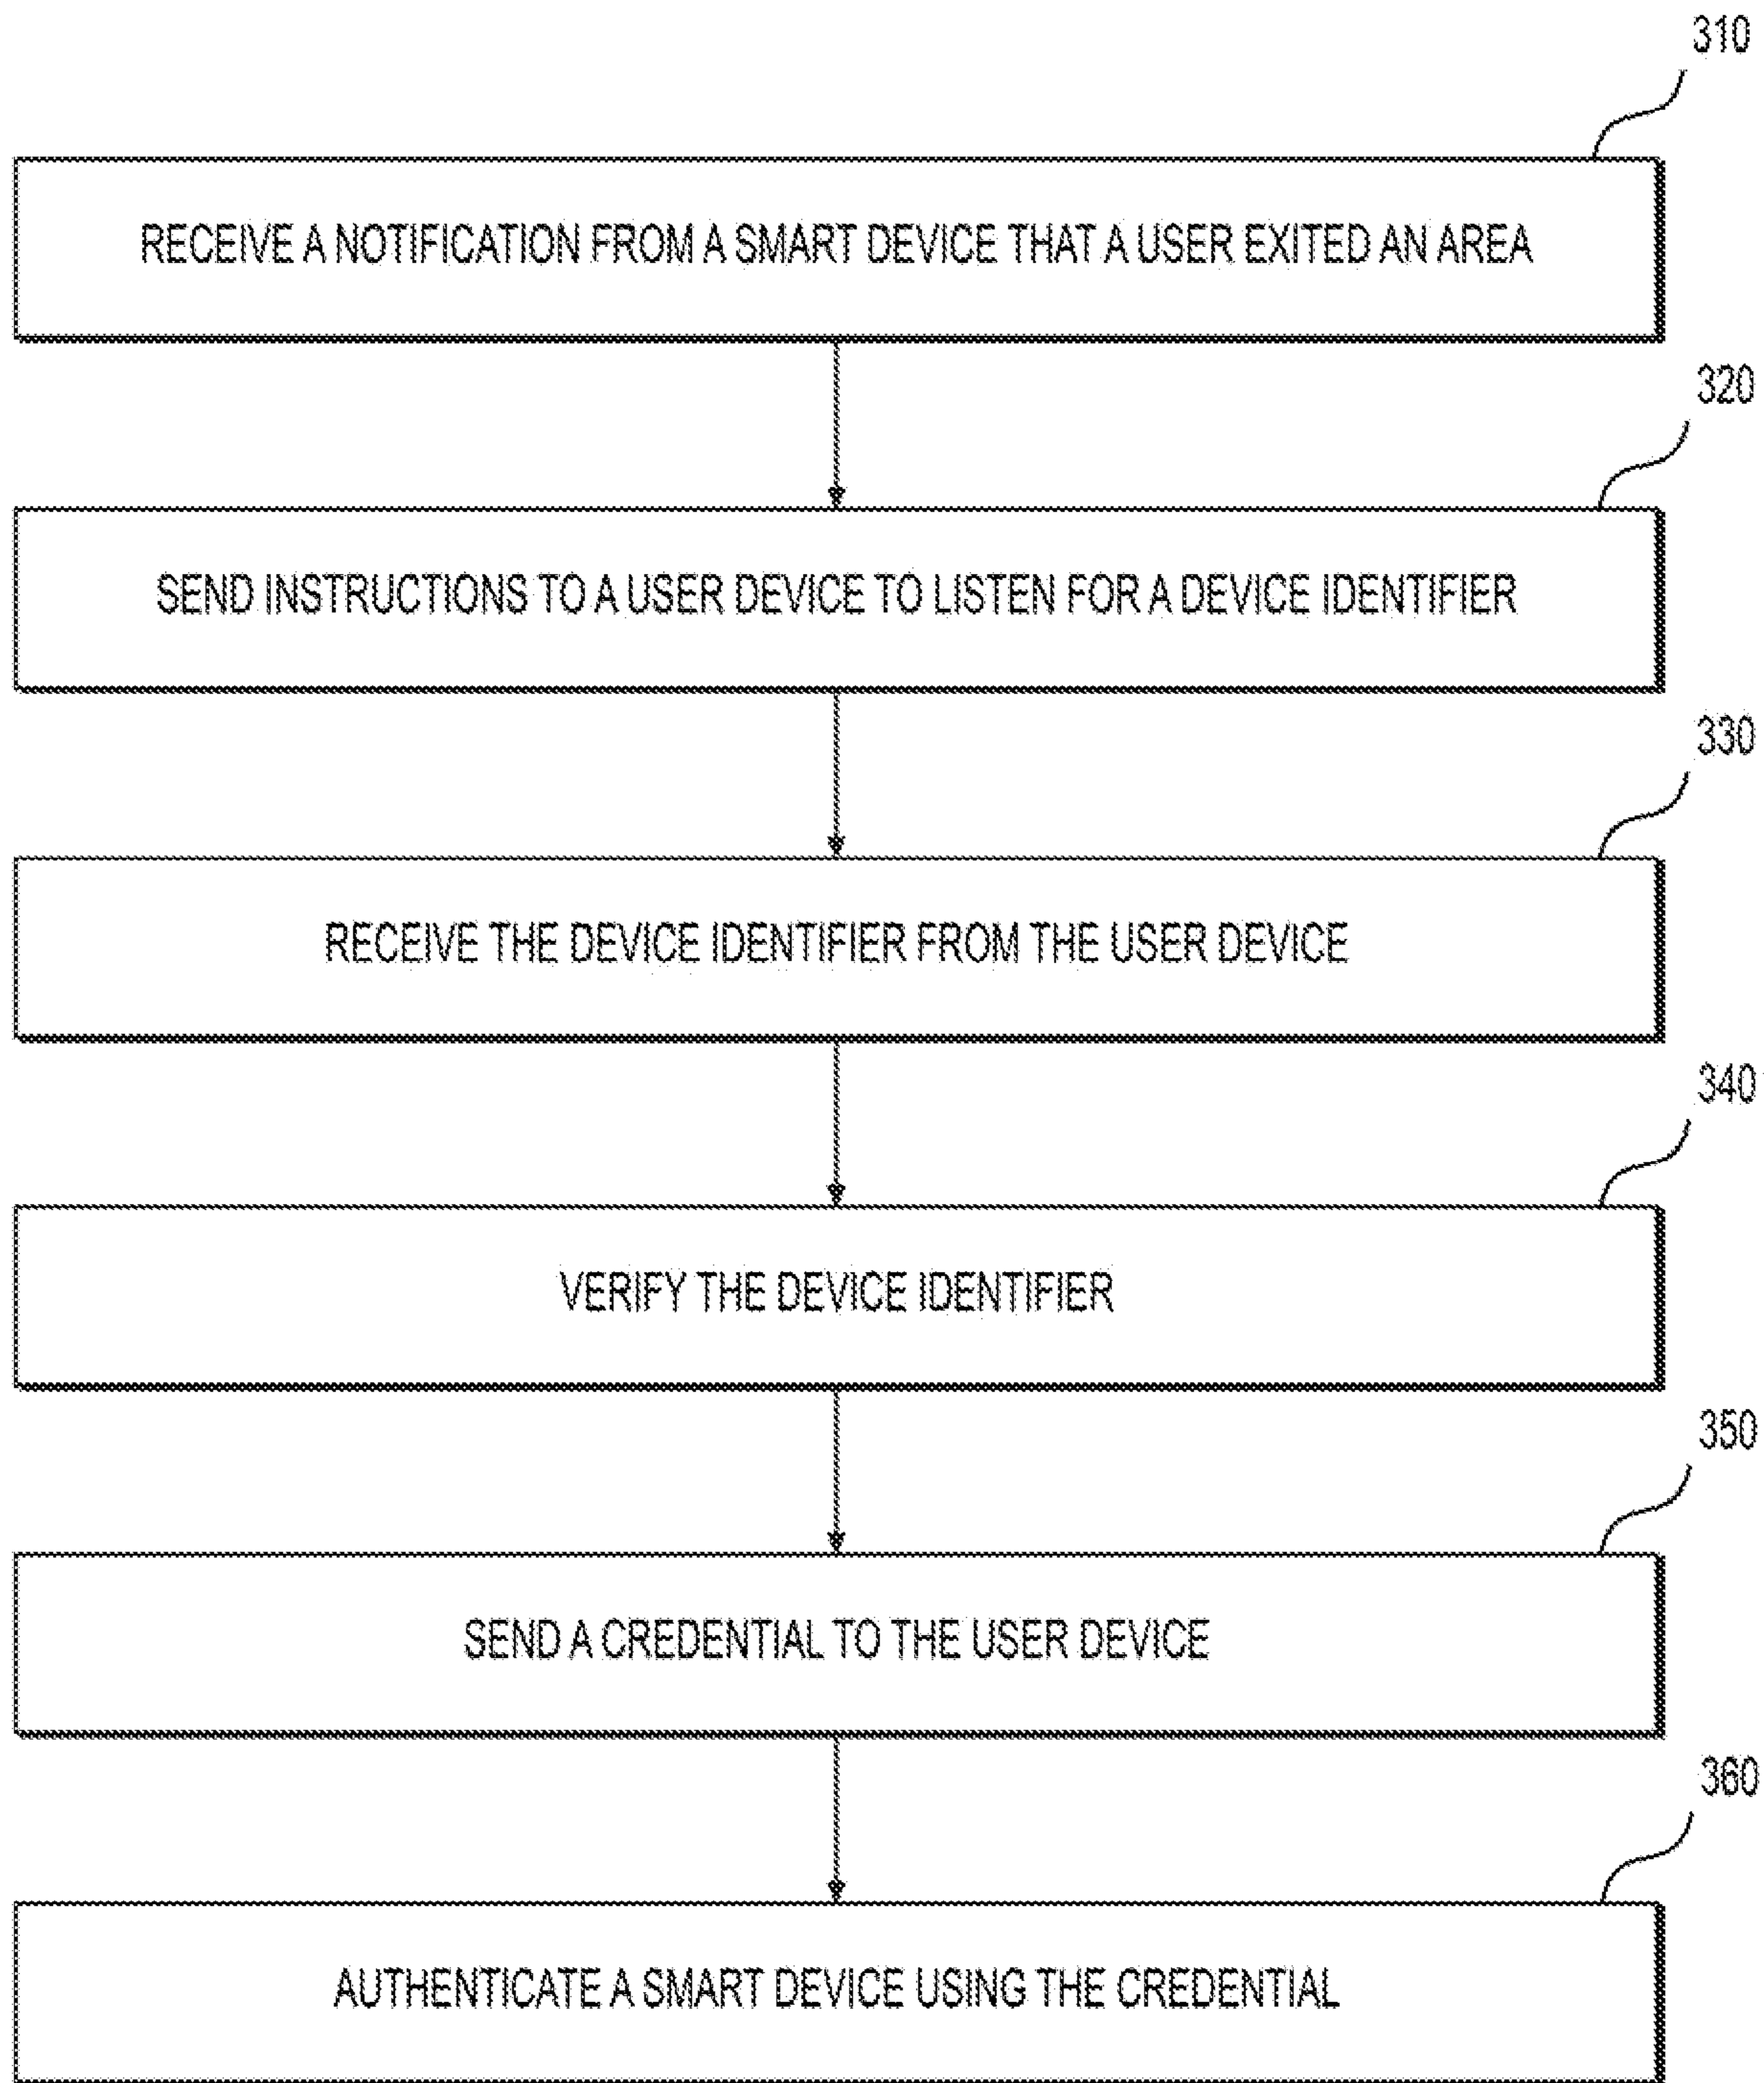 310
RECEIVE A NOTIFICATION FROM A SMART DEVICE THAT A USER EXITED AN AREA
320
SEND INSTRUCTIONS TO A USER DEVICE TO LISTEN FOR A DEVICE IDENTIFIER
330
RECEIVE THE DEVICE IDENTIFIER FROM THE USER DEVICE
340
VERIFY THE DEVICE IDENTIFIER
350
SEND A CREDENTIAL TO THE USER DEVICE
360
AUTHENTICATE A SMART DEVICE USING THE CREDENTIAL